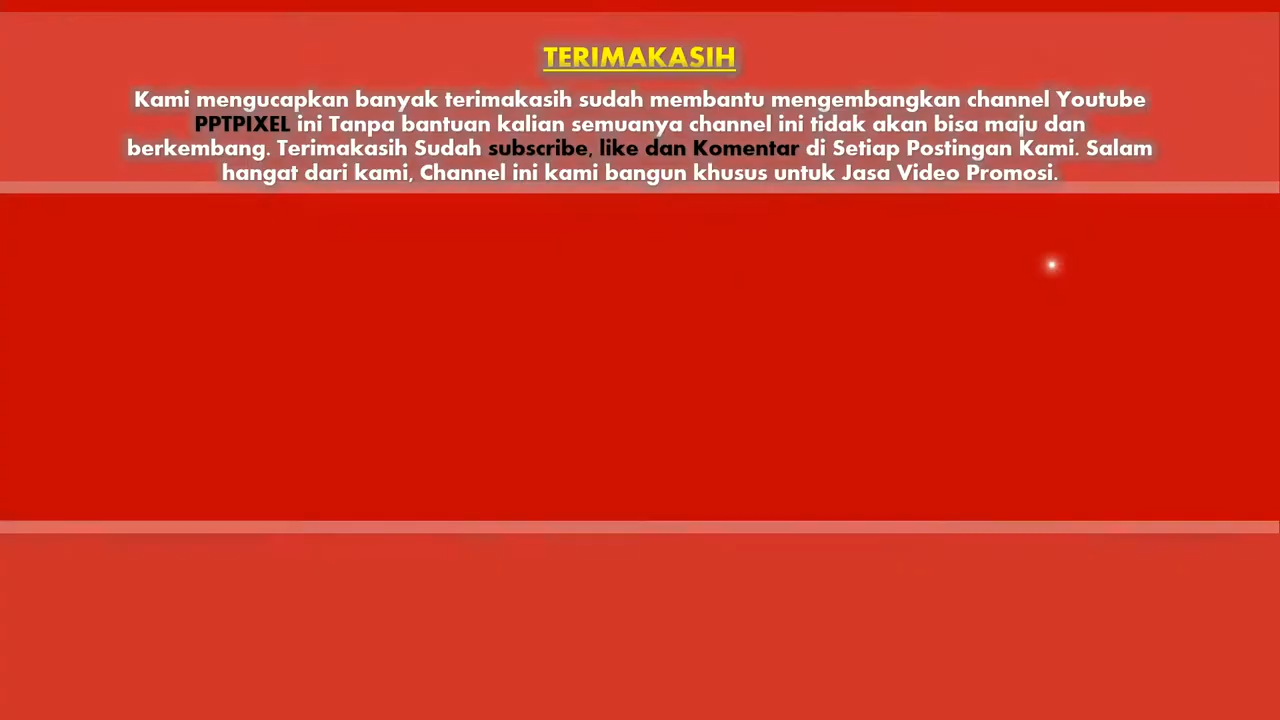 TERIMAKASIH
Kami mengucapkan banyak terimakasih sudah membantu mengembangkan channel Youtube
PPTPIXEL ini Tanpa bantuan kalian semuanya channel ini tidak akan bisa maju dan
berkembang. Terimakasih Sudah subscribe, like dan Komentar di Setiap Postingan Kami. Salam
hangat dari kami, Channel ini kami bangun khusus untuk Jasa Video Promosi.